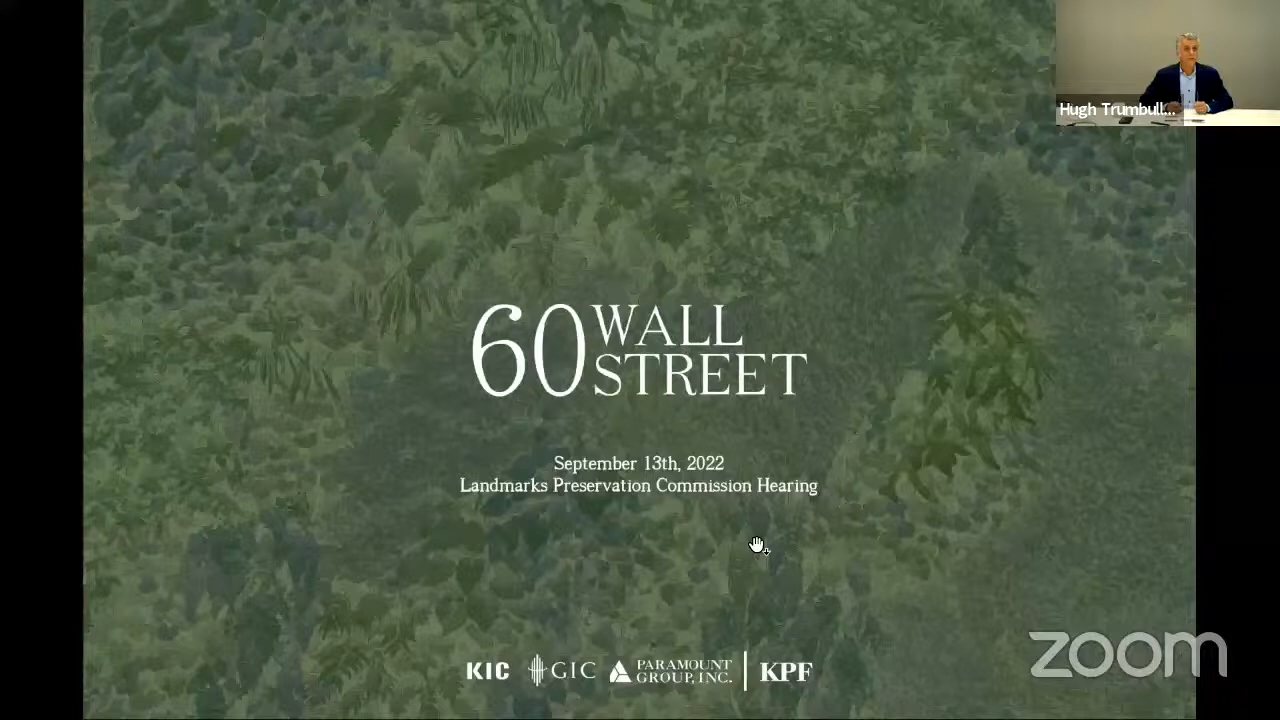 Hugh Trumbull...
60 WALL
STREET
September 13th, 2022
Landmarks Preservation Commission Hearing
KIC GIC PARAMOUNT GROUP, INC. KPF
zoom